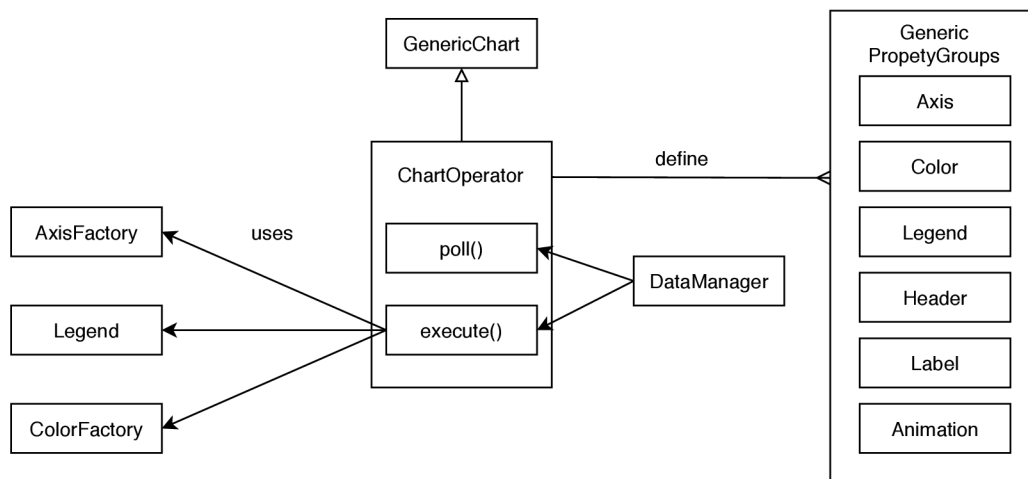 GenericChart
Generic
PropetyGroups
Axis
Color
Legend
Header
Label
Animation
define
ChartOperator
poll()
execute()
DataManager
uses
AxisFactory
Legend
ColorFactory